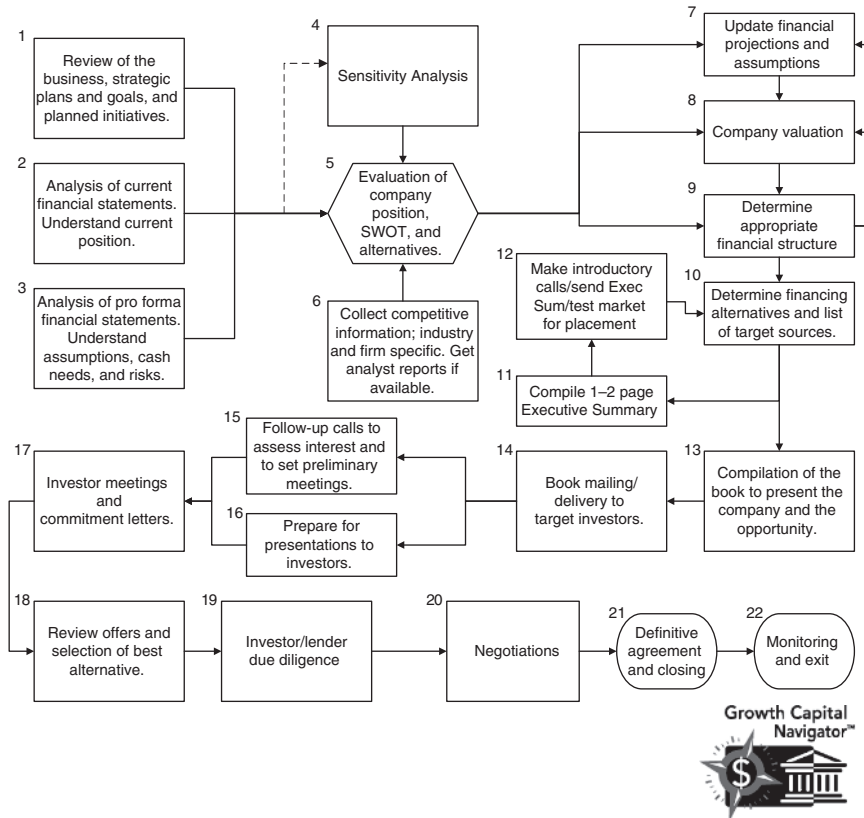 1
Review of the
business, strategic
plans and goals, and
planned initiatives.
2
Analysis of current
financial statements.
Understand current
position.
3
Analysis of pro forma
financial statements.
Understand
assumptions, cash
needs, and risks.
4
Sensitivity Analysis
5
Evaluation of
company
position,
SWOT, and
alternatives.
6
Collect competitive
information; industry
and firm specific. Get
analyst reports if
available.
7
Update financial
projections and
assumptions
8
Company valuation
9
Determine
appropriate
financial structure
10
Determine financing
alternatives and list
of target sources.
11
Compile 1–2 page
Executive Summary
12
Make introductory
calls/send Exec
Sum/test market
for placement
13
Compilation of the
book to present the
company and the
opportunity.
14
Book mailing/
delivery to
target investors.
15
Follow-up calls to
assess interest and
to set preliminary
meetings.
16
Prepare for
presentations to
investors.
17
Investor meetings
and
commitment letters.
18
Review offers and
selection of best
alternative.
19
Investor/lender
due diligence
20
Negotiations
21
Definitive
agreement
and closing
22
Monitoring
and exit
Growth Capital
Navigator™
$